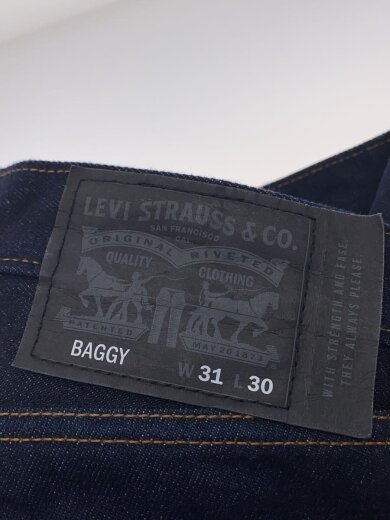 LEVI STRAUSS & CO.
SAN FRANCISCO
CAL.
ORIGINAL RIVETED
QUALITY CLOTHING
PATENTED MAY 20 1873
BAGGY W 31 L 30
WITH STRENGTH AND EASE,
THEY ALWAYS PLEASE.